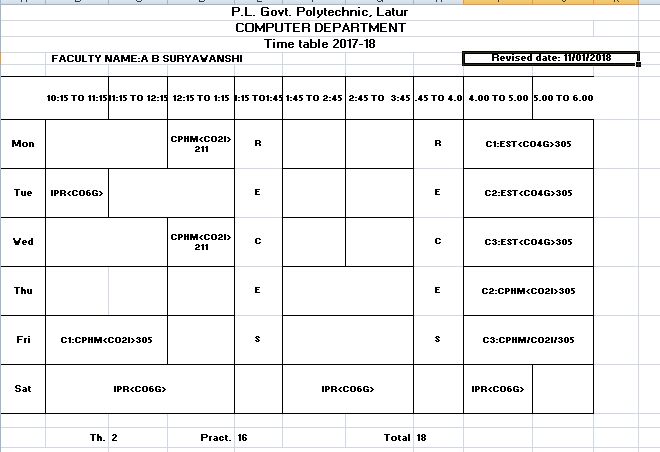 P.L. Govt. Polytechnic, Latur
COMPUTER DEPARTMENT
Time table 2017-18
FACULTY NAME:A B SURYAWANSHI Revised date: 11/01/2018
10:15 TO 11:15 11:15 TO 12:15 12:15 TO 1:15 1:15 TO1:45 1:45 TO 2:45 2:45 TO 3:45 .45 TO 4.0 4.00 TO 5.00 5.00 TO 6.00
Mon CPHM<CO2I> 211 R R C1:EST<CO4G>305
Tue IPR<CO6G> E E C2:EST<CO4G>305
Wed CPHM<CO2I> 211 C C C3:EST<CO4G>305
Thu E E C2:CPHM<CO2I>305
Fri C1:CPHM<CO2I>305 S S C3:CPHM/CO2I/305
Sat IPR<CO6G> IPR<CO6G> IPR<CO6G>
Th. 2 Pract. 16 Total 18